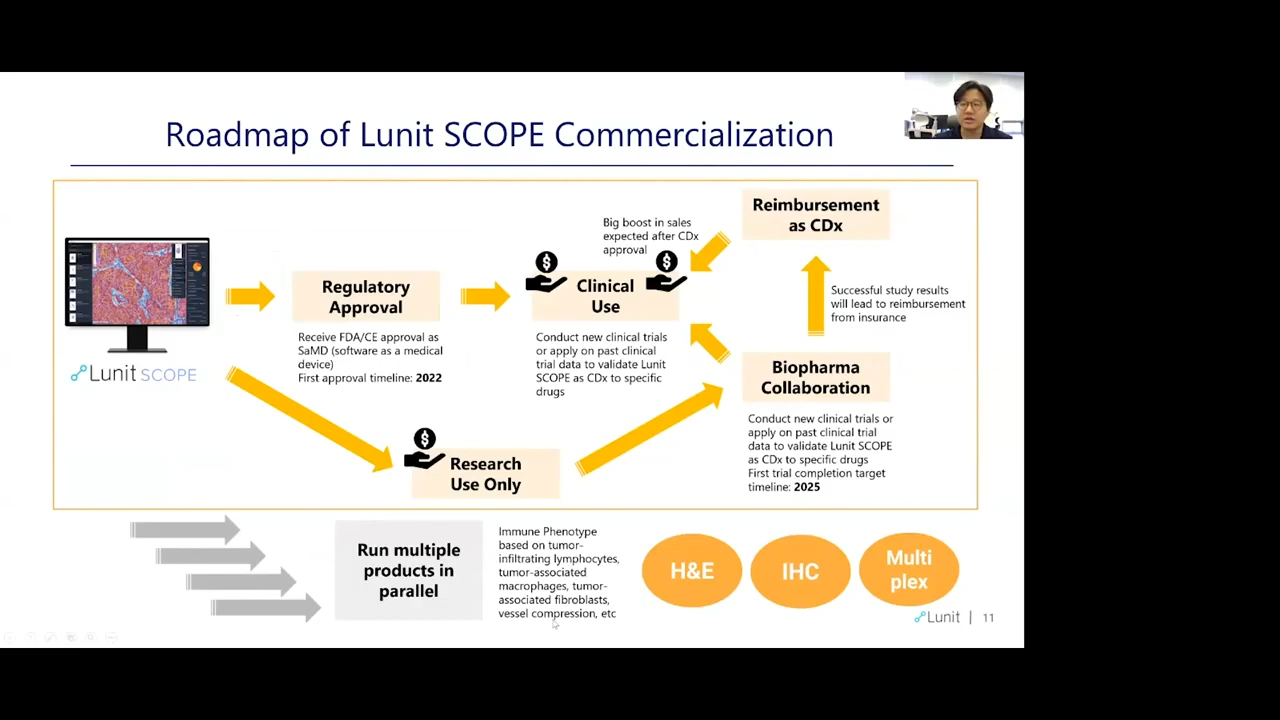 Roadmap of Lunit SCOPE Commercialization
Lunit SCOPE
Regulatory
Approval
Receive FDA/CE approval as
SaMD (software as a medical
device)
First approval timeline: 2022
Big boost in sales
expected after CDx
approval
$
$
Clinical
Use
Conduct new clinical trials
or apply on past clinical
trial data to validate Lunit
SCOPE as CDx to specific
drugs
Reimbursement
as CDx
Successful study results
will lead to reimbursement
from insurance
Biopharma
Collaboration
Conduct new clinical trials or
apply on past clinical trial
data to validate Lunit SCOPE
as CDx to specific drugs
First trial completion target
timeline: 2025
$
Research
Use Only
Run multiple
products in
parallel
Immune Phenotype
based on tumor-
infiltrating lymphocytes,
tumor-associated
macrophages, tumor-
associated fibroblasts,
vessel compression, etc
H&E
IHC
Multi
plex
Lunit | 11